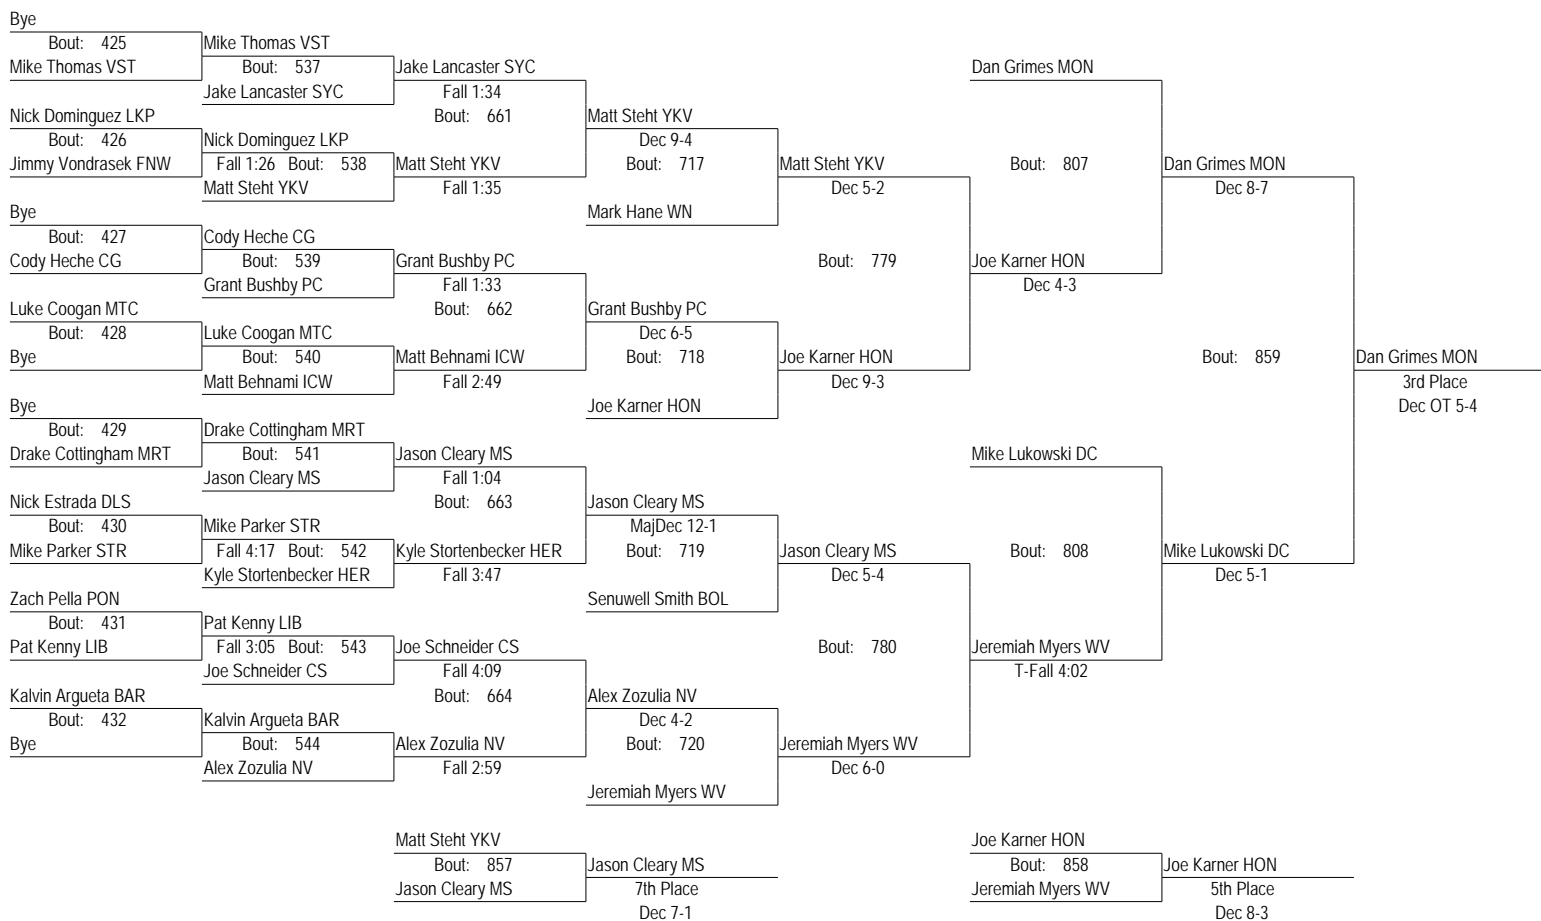 Bye
Bout: 425
Mike Thomas VST
Mike Thomas VST
Bout: 537
Jake Lancaster SYC
Jake Lancaster SYC
Fall 1:34
Bout: 661
Nick Dominguez LKP
Bout: 426
Jimmy Vondrasek FNW
Nick Dominguez LKP
Fall 1:26 Bout: 538
Matt Steht YKV
Matt Steht YKV
Fall 1:35
Matt Steht YKV
Dec 9-4
Bout: 717
Mark Hane WN
Matt Steht YKV
Dec 5-2
Bye
Bout: 427
Cody Heche CG
Cody Heche CG
Bout: 539
Grant Bushby PC
Grant Bushby PC
Fall 1:33
Bout: 662
Luke Coogan MTC
Bout: 428
Bye
Luke Coogan MTC
Bout: 540
Matt Behnami ICW
Matt Behnami ICW
Fall 2:49
Grant Bushby PC
Dec 6-5
Bout: 718
Joe Karner HON
Joe Karner HON
Dec 9-3
Bout: 779
Joe Karner HON
Dec 4-3
Dan Grimes MON
Bout: 807
Dan Grimes MON
Dec 8-7
Bye
Bout: 429
Drake Cottingham MRT
Drake Cottingham MRT
Bout: 541
Jason Cleary MS
Jason Cleary MS
Fall 1:04
Bout: 663
Nick Estrada DLS
Bout: 430
Mike Parker STR
Mike Parker STR
Fall 4:17 Bout: 542
Kyle Stortenbecker HER
Kyle Stortenbecker HER
Fall 3:47
Jason Cleary MS
MajDec 12-1
Bout: 719
Senuwell Smith BOL
Jason Cleary MS
Dec 5-4
Zach Pella PON
Bout: 431
Pat Kenny LIB
Pat Kenny LIB
Fall 3:05 Bout: 543
Joe Schneider CS
Joe Schneider CS
Fall 4:09
Bout: 664
Kalvin Argueta BAR
Bout: 432
Bye
Kalvin Argueta BAR
Bout: 544
Alex Zozulia NV
Alex Zozulia NV
Fall 2:59
Alex Zozulia NV
Dec 4-2
Bout: 720
Jeremiah Myers WV
Jeremiah Myers WV
Dec 6-0
Bout: 780
Jeremiah Myers WV
T-Fall 4:02
Mike Lukowski DC
Bout: 808
Mike Lukowski DC
Dec 5-1
Bout: 859
Dan Grimes MON
3rd Place
Dec OT 5-4
Matt Steht YKV
Bout: 857
Jason Cleary MS
Jason Cleary MS
7th Place
Dec 7-1
Joe Karner HON
Bout: 858
Jeremiah Myers WV
Joe Karner HON
5th Place
Dec 8-3